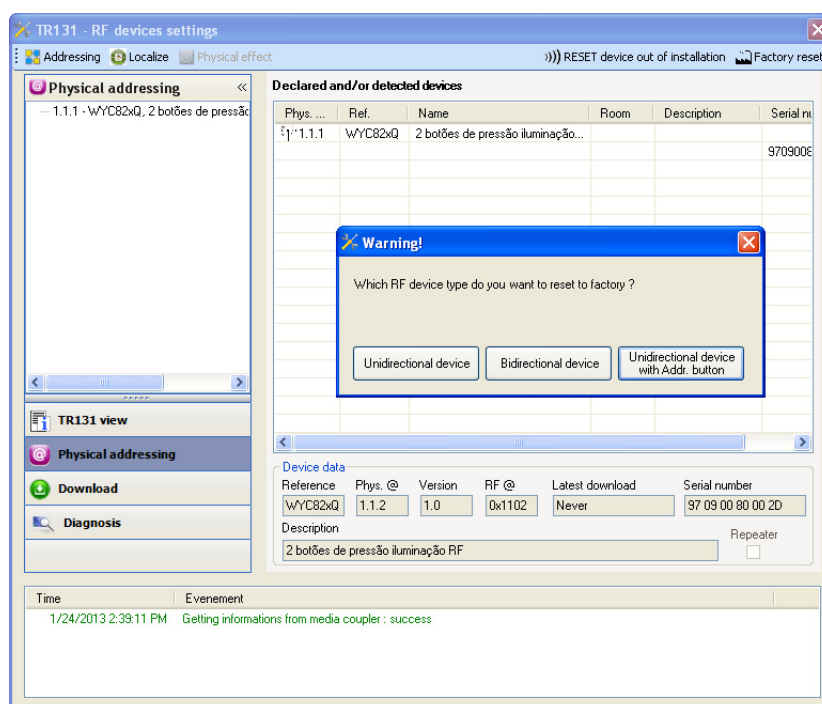 TR131 - RF devices settings
Addressing Localize Physical effect RESET device out of installation Factory reset
Physical addressing
1.1.1 - WYC82xQ, 2 botões de pressão
Declared and/or detected devices
Phys. ... Ref. Name Room Description Serial nu
1.1.1 WYC82xQ 2 botões de pressão iluminação...
9709008
Warning!
Which RF device type do you want to reset to factory ?
Unidirectional device Bidirectional device Unidirectional device with Addr. button
TR131 view
Physical addressing
Download
Diagnosis
Device data
Reference Phys. @ Version RF @ Latest download Serial number
WYC82xQ 1.1.2 1.0 0x1102 Never 97 09 00 80 00 2D
Description
Repeater
2 botões de pressão iluminação RF
Time Evenement
1/24/2013 2:39:11 PM Getting informations from media coupler : success